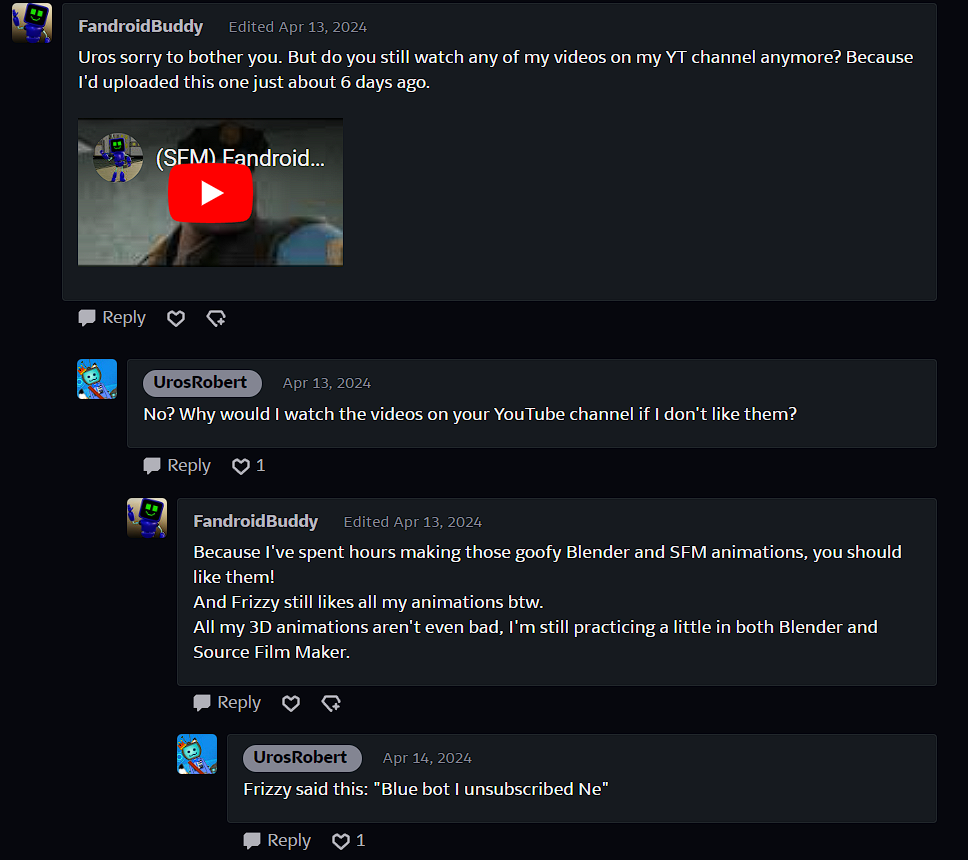 FandroidBuddy Edited Apr 13, 2024
Uros sorry to bother you. But do you still watch any of my videos on my YT channel anymore? Because
I'd uploaded this one just about 6 days ago.
(SFM) Fandroid...
Reply
UrosRobert Apr 13, 2024
No? Why would I watch the videos on your YouTube channel if I don't like them?
Reply 1
FandroidBuddy Edited Apr 13, 2024
Because I've spent hours making those goofy Blender and SFM animations, you should
like them!
And Frizzy still likes all my animations btw.
All my 3D animations aren't even bad, I'm still practicing a little in both Blender and
Source Film Maker.
Reply
UrosRobert Apr 14, 2024
Frizzy said this: "Blue bot I unsubscribed Ne"
Reply 1